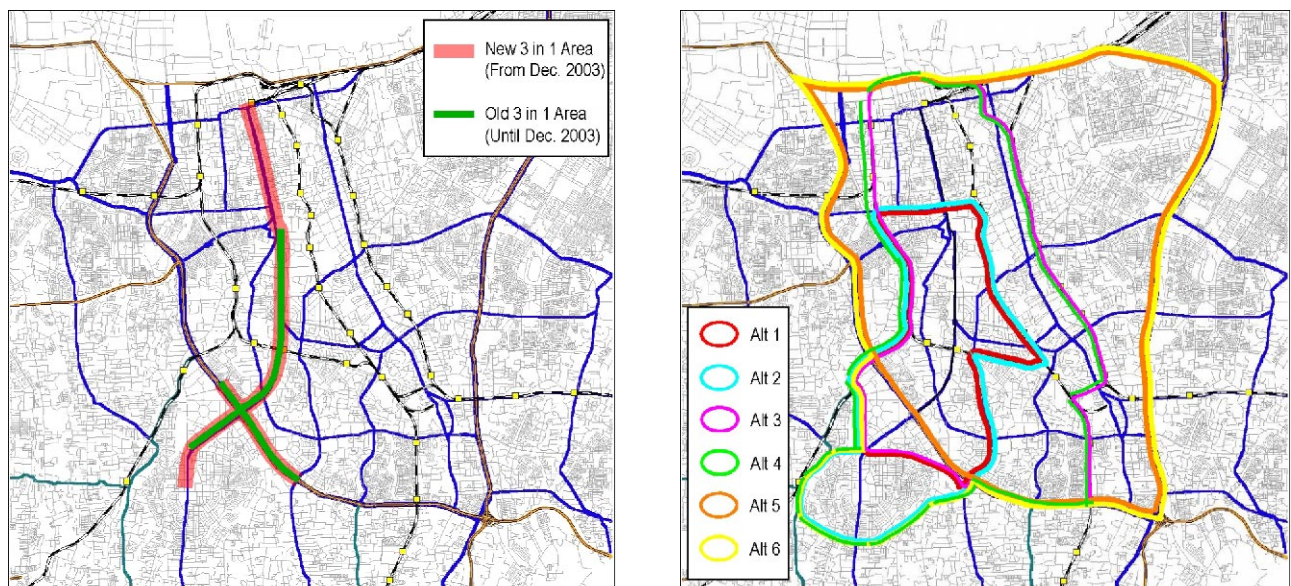 New 3 in 1 Area
(From Dec. 2003)
Old 3 in 1 Area
(Until Dec. 2003)
Alt 1
Alt 2
Alt 3
Alt 4
Alt 5
Alt 6